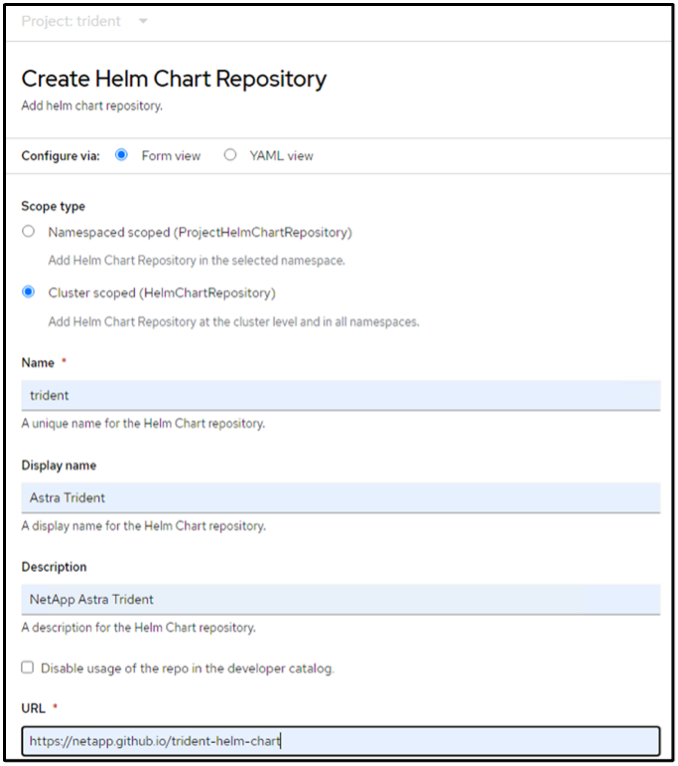 Project: trident
Create Helm Chart Repository
Add helm chart repository.
Configure via: Form view YAML view
Scope type
Namespaced scoped (ProjectHelmChartRepository)
Add Helm Chart Repository in the selected namespace.
Cluster scoped (HelmChartRepository)
Add Helm Chart Repository at the cluster level and in all namespaces.
Name *
trident
A unique name for the Helm Chart repository.
Display name
Astra Trident
A display name for the Helm Chart repository.
Description
NetApp Astra Trident
A description for the Helm Chart repository.
Disable usage of the repo in the developer catalog.
URL *
https://netapp.github.io/trident-helm-chart